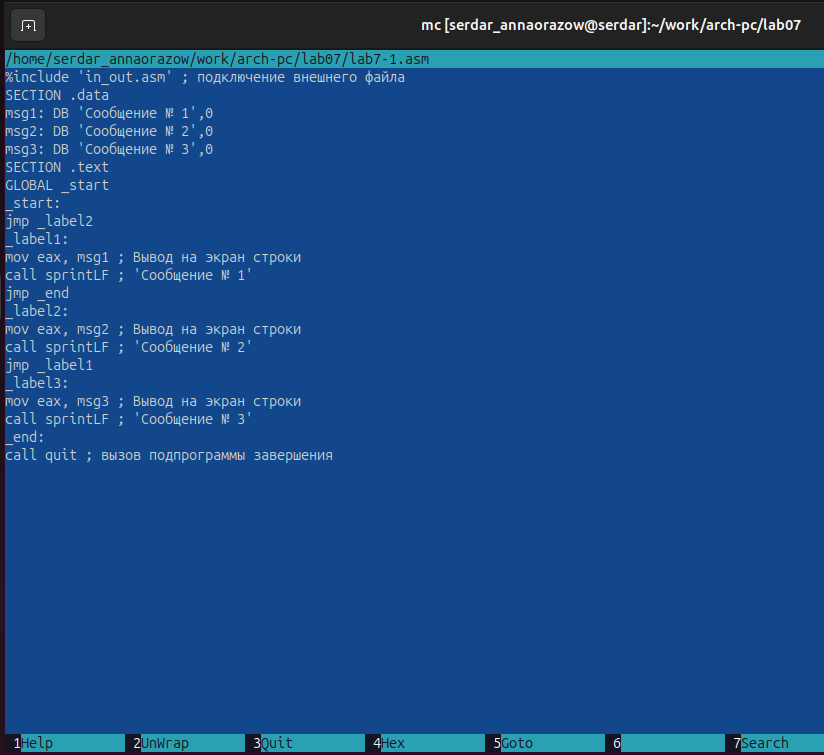 mc [serdar_annaorazow@serdar]:~/work/arch-pc/lab07
/home/serdar_annaorazow/work/arch-pc/lab07/lab7-1.asm
%include 'in_out.asm' ; подключение внешнего файла
SECTION .data
msg1: DB 'Сообщение № 1',0
msg2: DB 'Сообщение № 2',0
msg3: DB 'Сообщение № 3',0
SECTION .text
GLOBAL _start
_start:
jmp _label2
_label1:
mov eax, msg1 ; Вывод на экран строки
call sprintLF ; 'Сообщение № 1'
jmp _end
_label2:
mov eax, msg2 ; Вывод на экран строки
call sprintLF ; 'Сообщение № 2'
jmp _label1
_label3:
mov eax, msg3 ; Вывод на экран строки
call sprintLF ; 'Сообщение № 3'
_end:
call quit ; вызов подпрограммы завершения
1Help 2UnWrap 3Quit 4Hex 5Goto 6 7Search